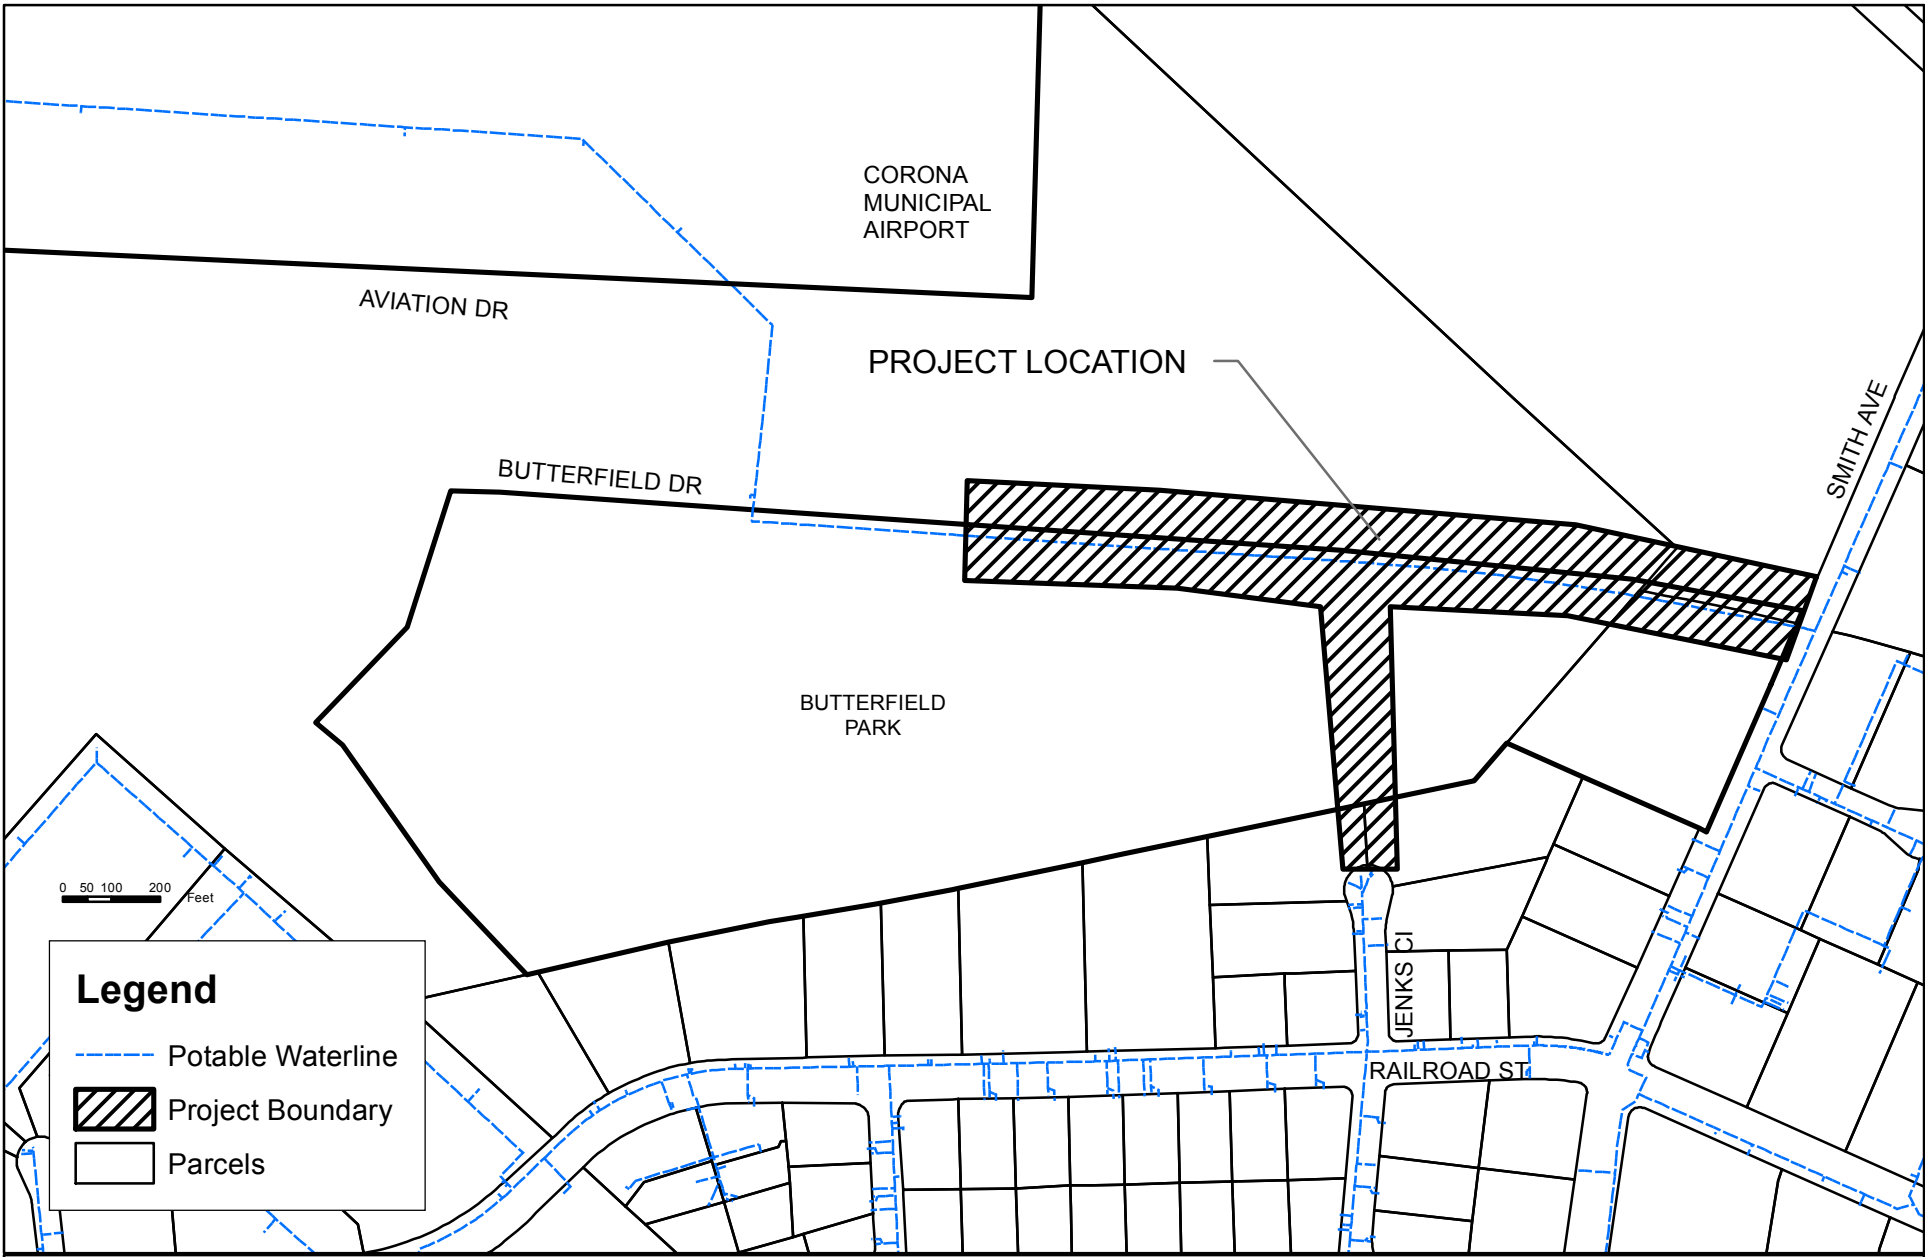 CORONA
MUNICIPAL
AIRPORT
AVIATION DR
PROJECT LOCATION
SMITH AVE
BUTTERFIELD DR
BUTTERFIELD
PARK
0 50 100 200
Feet
JENKS CI
RAILROAD ST
Legend
Potable Waterline
Project Boundary
Parcels